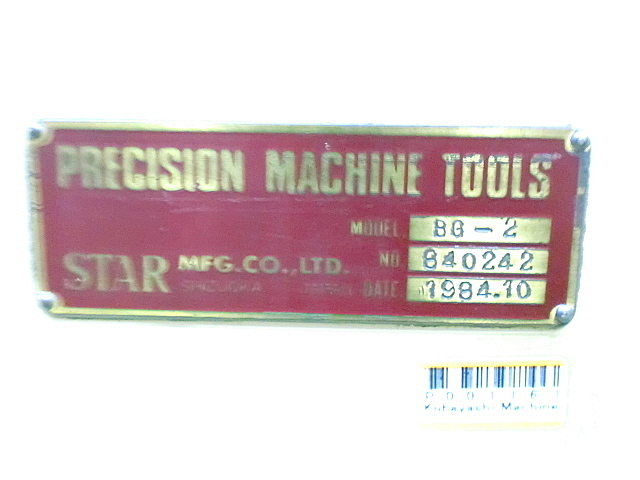 PRECISION MACHINE TOOLS
MODEL. BG-2
STAR MFG.CO.,LTD. NO 840242
SHIZUOKA JAPAN DATE 1984.10
P001161
Kobayashi Machine